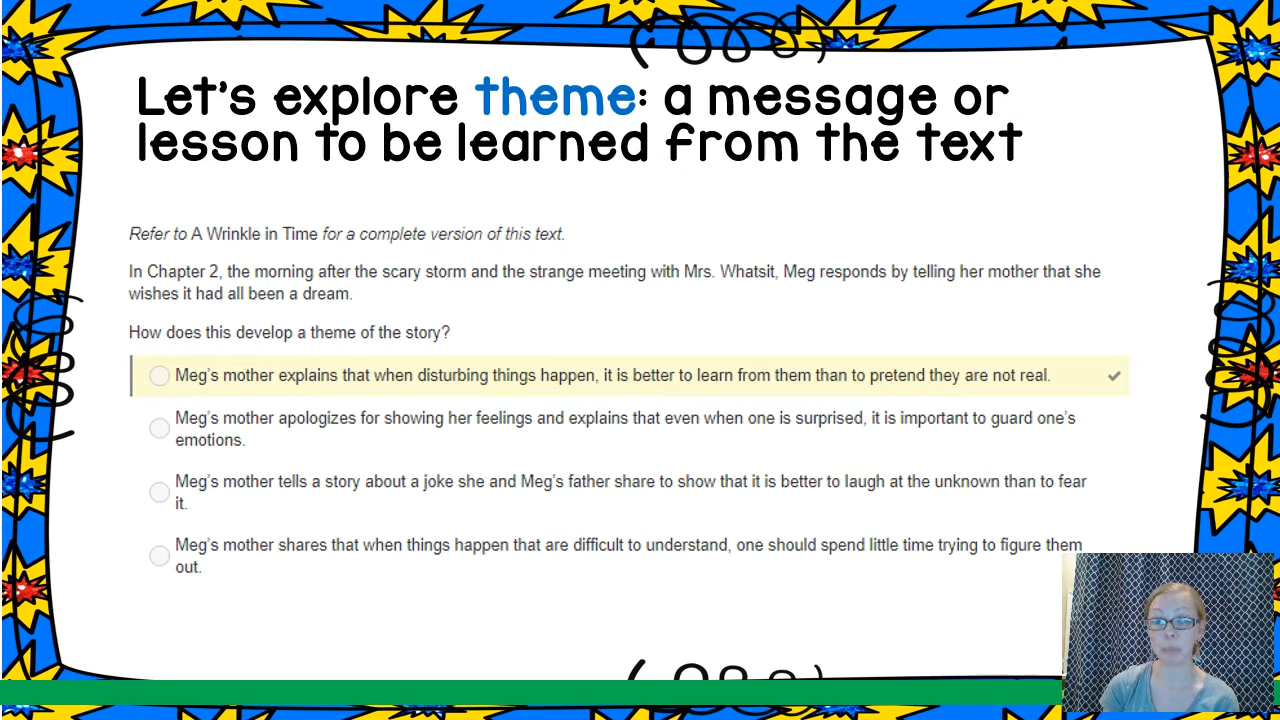 Let's explore theme: a message or
lesson to be learned from the text
Refer to A Wrinkle in Time for a complete version of this text.
In Chapter 2, the morning after the scary storm and the strange meeting with Mrs. Whatsit, Meg responds by telling her mother that she
wishes it had all been a dream.
How does this develop a theme of the story?
Meg's mother explains that when disturbing things happen, it is better to learn from them than to pretend they are not real.
Meg's mother apologizes for showing her feelings and explains that even when one is surprised, it is important to guard one's
emotions.
Meg's mother tells a story about a joke she and Meg's father share to show that it is better to laugh at the unknown than to fear
it.
Meg's mother shares that when things happen that are difficult to understand, one should spend little time trying to figure them
out.